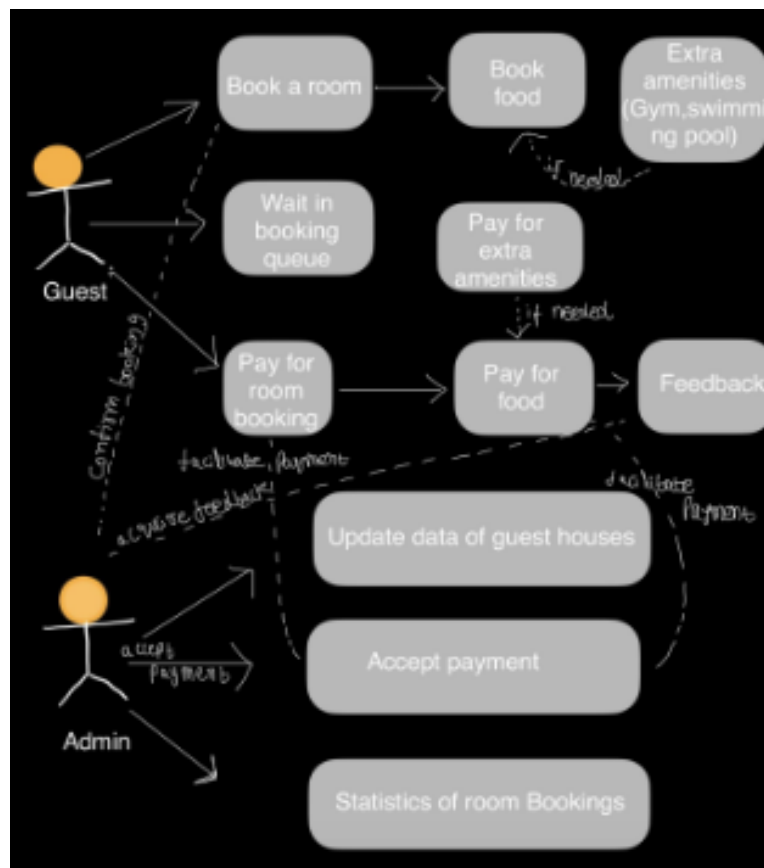 Book a room
Book
food
Extra
amenities
(Gym,swimmi
ng pool)
if needed
Wait in
booking
queue
Pay for
extra
amenities
Guest
if needed
Confirm booking
Pay for
room
booking
Pay for
food
Feedback
facilitate payment
acquire feedback
facilitate
payment
Update data of guest houses
accept
payment
Accept payment
Admin
Statistics of room Bookings